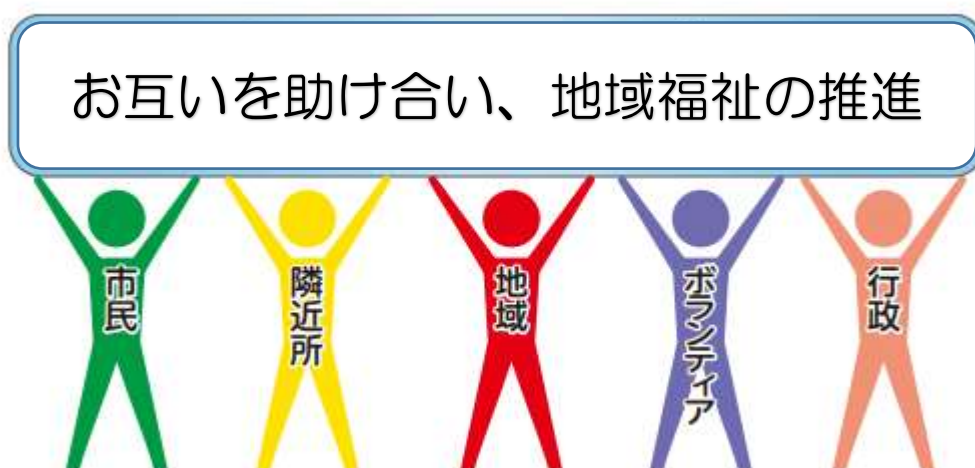 お互いを助け合い、地域福祉の推進
市民
隣近所
地域
ボランティア
行政